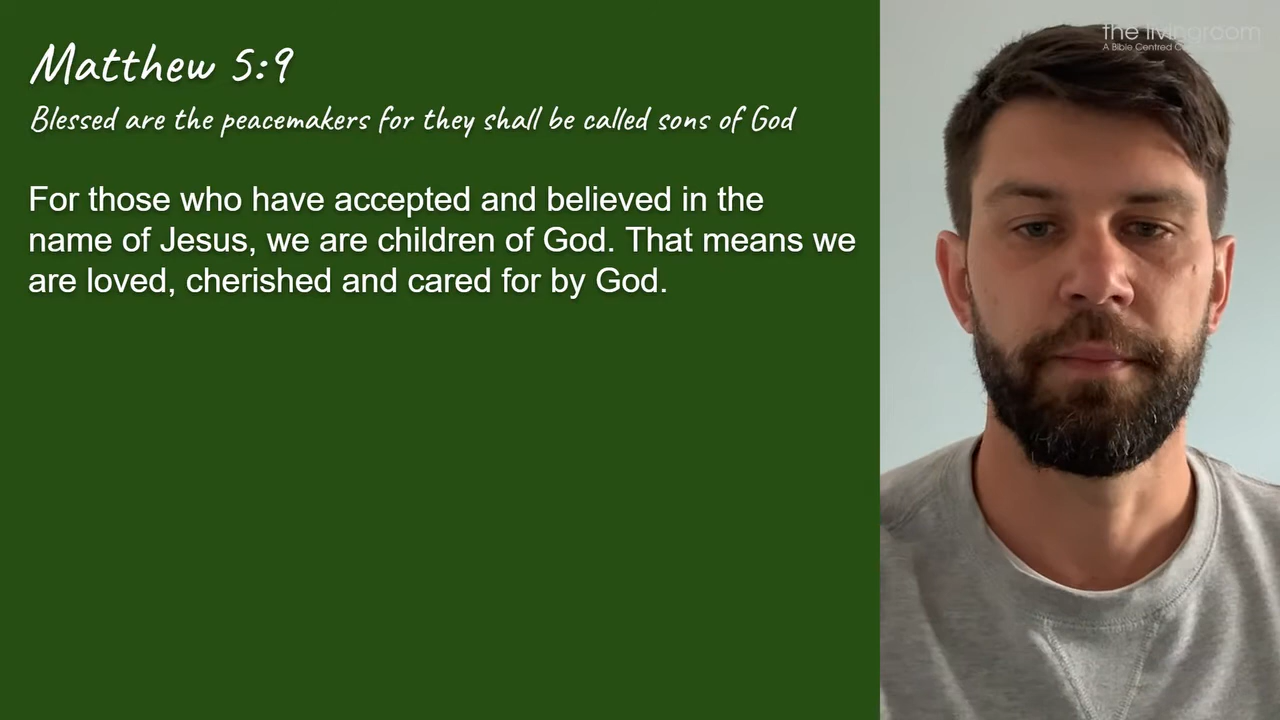 Matthew 5:9
Blessed are the peacemakers for they shall be called sons of God
For those who have accepted and believed in the
name of Jesus, we are children of God. That means we
are loved, cherished and cared for by God.
the livingroom
A Bible Centred